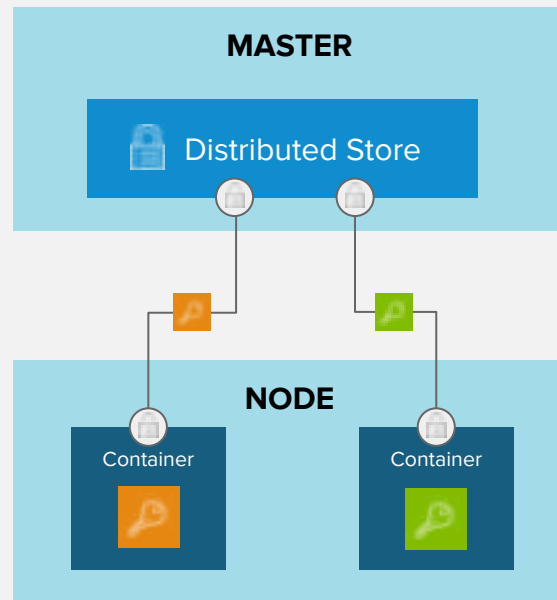 MASTER
Distributed Store
NODE
Container
Container